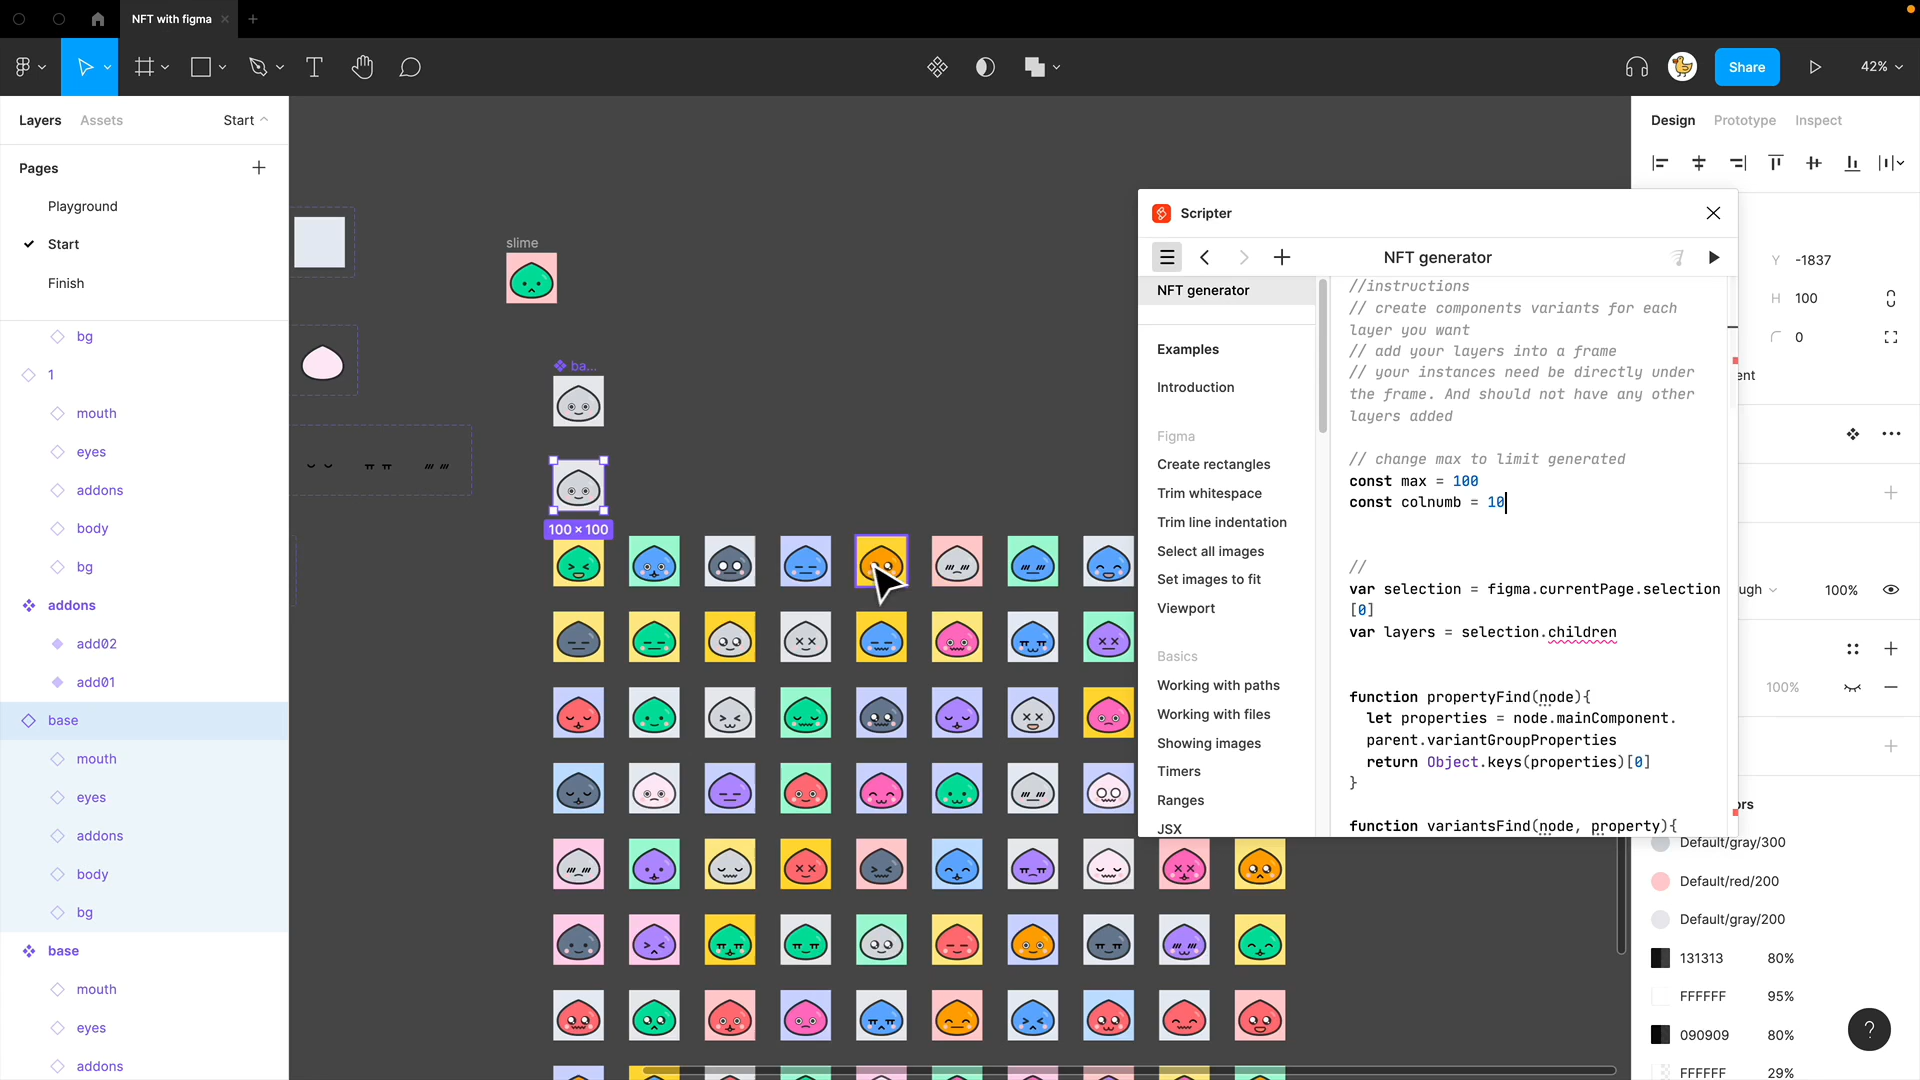 NFT with figma
Share
42%
Layers
Assets
Start
Pages
Playground
Start
Finish
bg
1
mouth
eyes
addons
body
bg
addons
add02
add01
base
mouth
eyes
addons
body
bg
base
mouth
eyes
addons
slime
ba...
100 × 100
Scripter
NFT generator
NFT generator
Examples
Introduction
Figma
Create rectangles
Trim whitespace
Trim line indentation
Select all images
Set images to fit
Viewport
Basics
Working with paths
Working with files
Showing images
Timers
Ranges
JSX
//instructions
// create components variants for each
layer you want
// add your layers into a frame
// your instances need be directly under
the frame. And should not have any other
layers added
// change max to limit generated
const max = 100
const colnumb = 10
//
var selection = figma.currentPage.selection
[0]
var layers = selection.children
function propertyFind(node){
let properties = node.mainComponent.
parent.variantGroupProperties
return Object.keys(properties)[0]
}
function variantsFind(node, property){
Design
Prototype
Inspect
Y -1837
H 100
0
ent
ugh
100%
100%
ors
Default/gray/300
Default/red/200
Default/gray/200
131313 80%
FFFFFF 95%
090909 80%
FFFFFF 29%
?